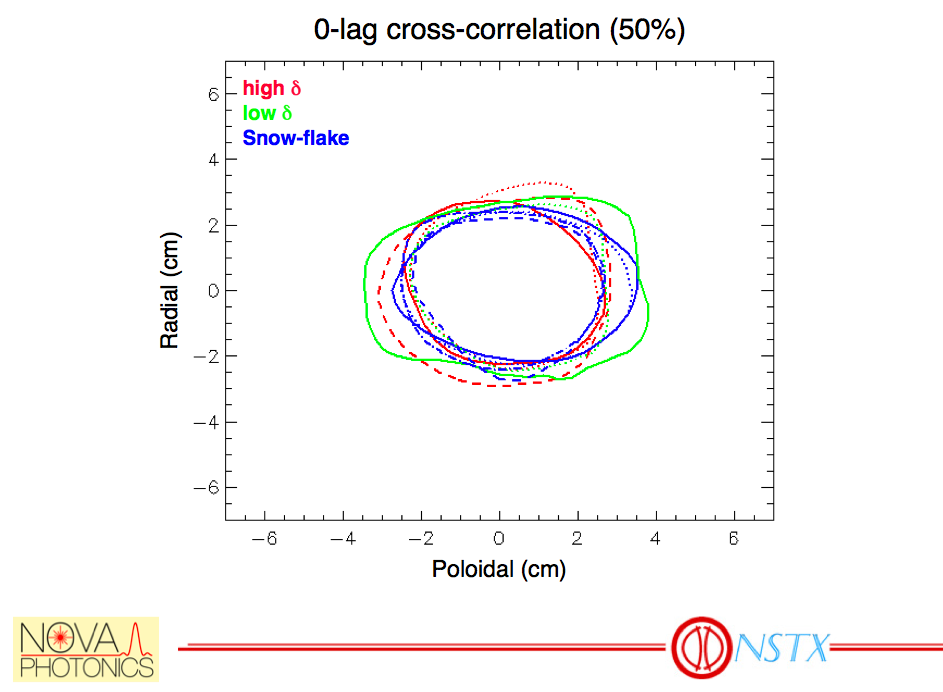 0-lag cross-correlation (50%)
high δ
low δ
Snow-flake
6
4
2
0
−2
−4
−6
Radial (cm)
−6 −4 −2 0 2 4 6
Poloidal (cm)
NOVA
PHOTONICS
NSTX